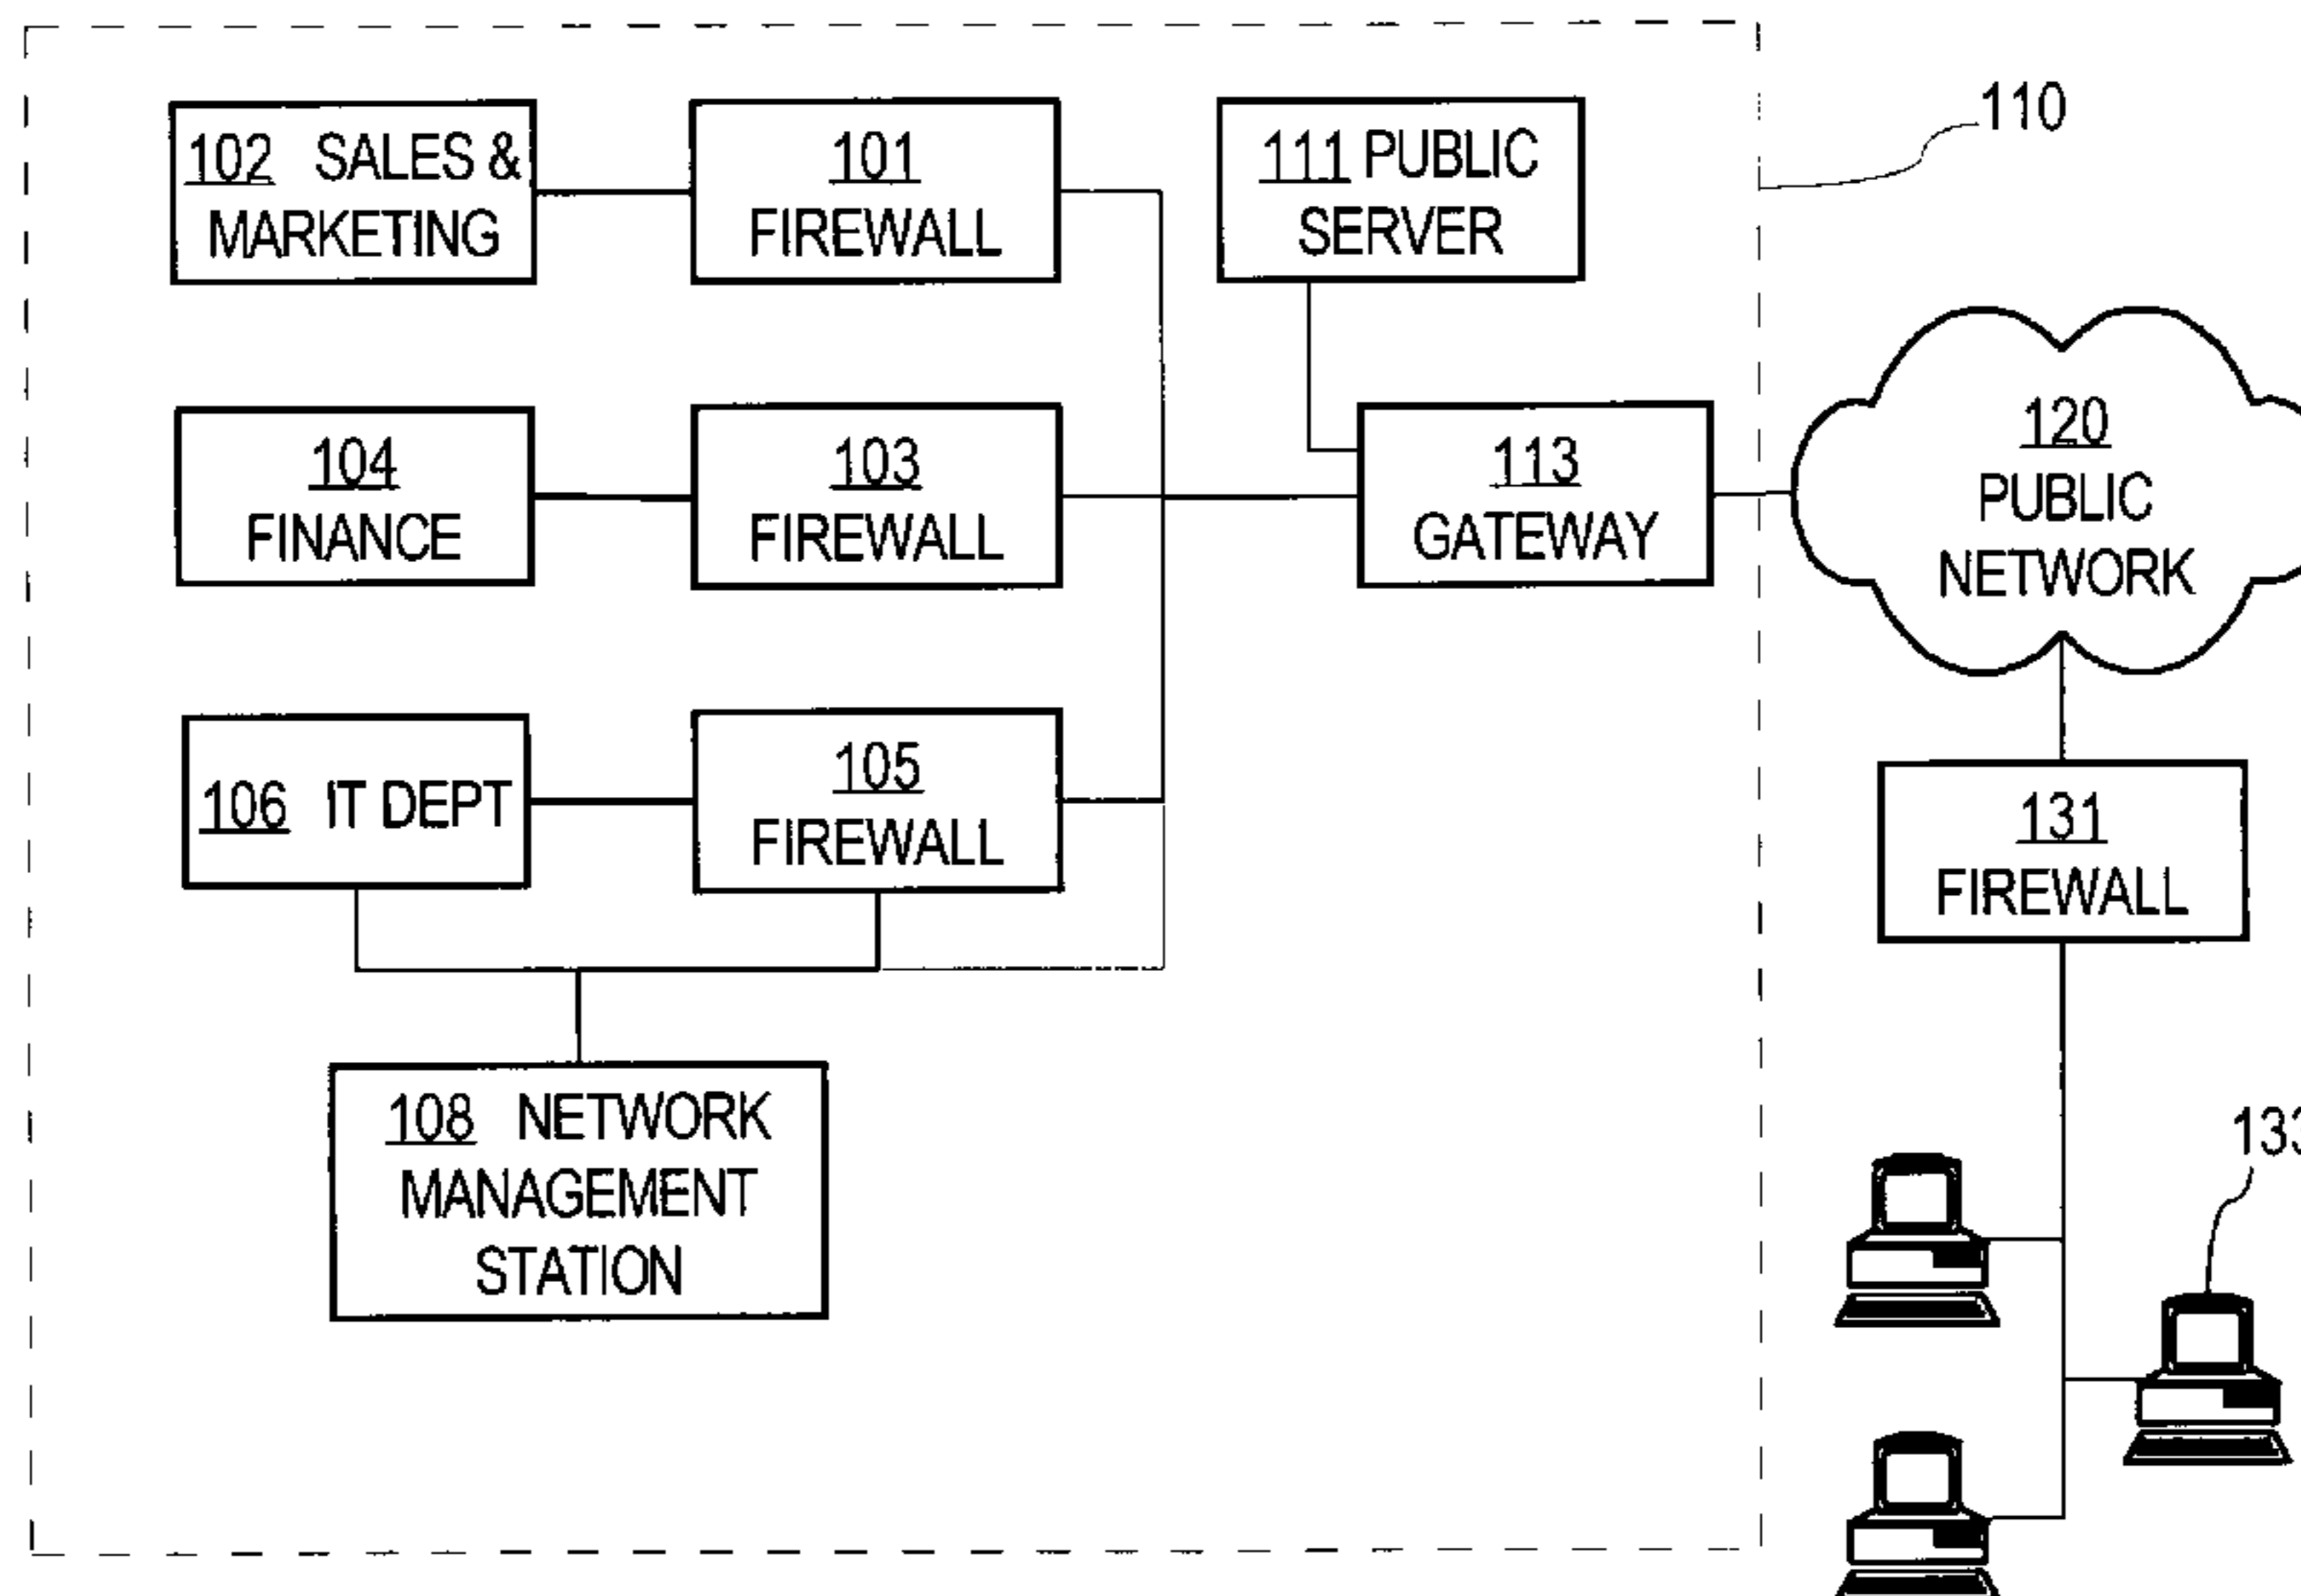 110
102 SALES &
MARKETING
101
FIREWALL
111 PUBLIC
SERVER
104
FINANCE
103
FIREWALL
113
GATEWAY
120
PUBLIC
NETWORK
106 IT DEPT
105
FIREWALL
131
FIREWALL
108 NETWORK
MANAGEMENT
STATION
133